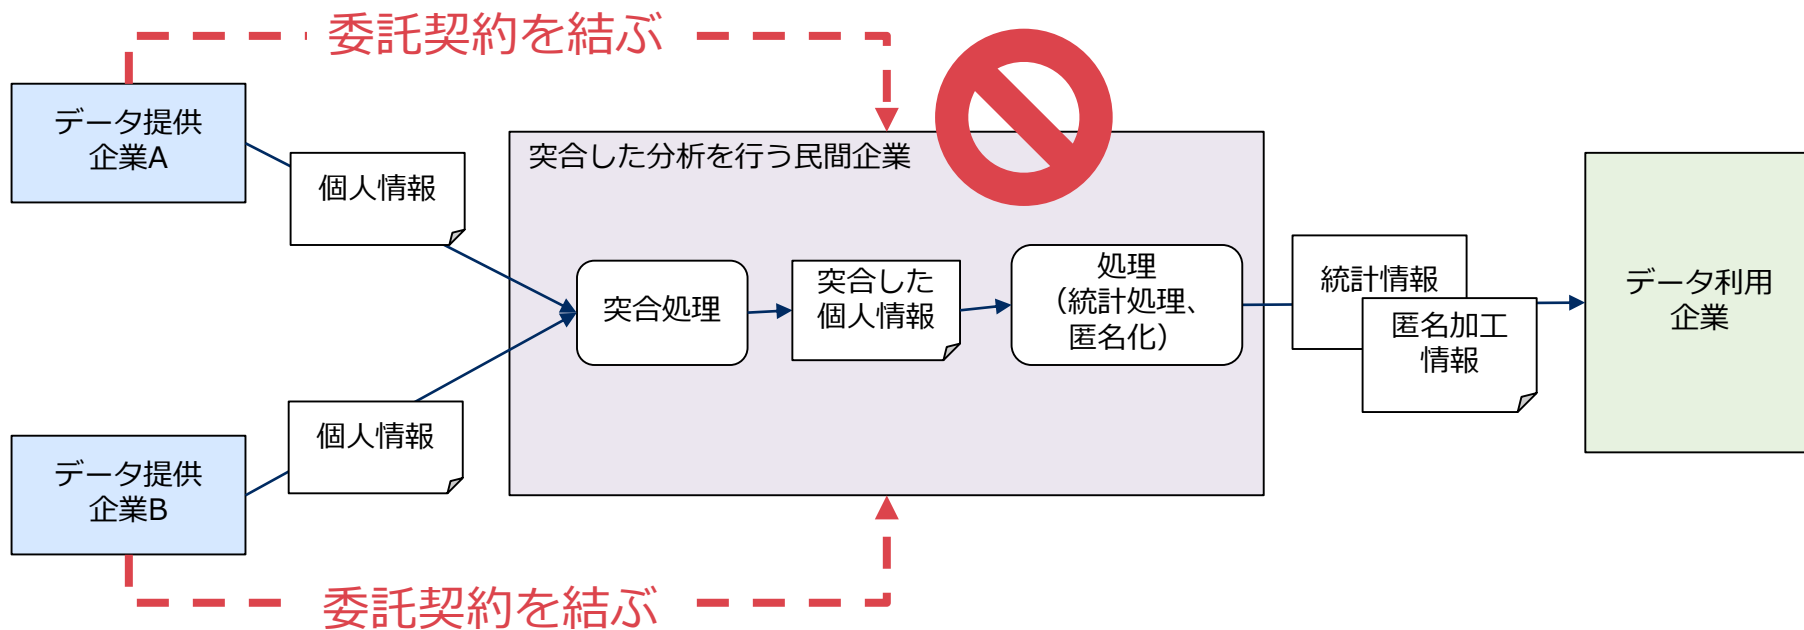 委託契約を結ぶ
データ提供
企業A
個人情報
突合した分析を行う民間企業
突合処理
突合した
個人情報
処理
（統計処理、
匿名化）
統計情報
匿名加工
情報
データ利用
企業
個人情報
データ提供
企業B
委託契約を結ぶ